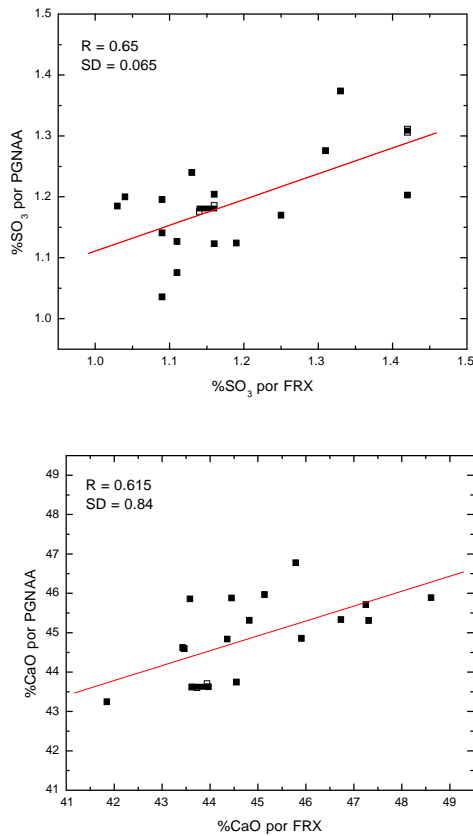 R = 0.65
SD = 0.065
%SO₃ por PGNAA
1.5
1.4
1.3
1.2
1.1
1.0
1.0 1.1 1.2 1.3 1.4 1.5
%SO₃ por FRX
R = 0.615
SD = 0.84
%CaO por PGNAA
49
48
47
46
45
44
43
42
41
41 42 43 44 45 46 47 48 49
%CaO por FRX